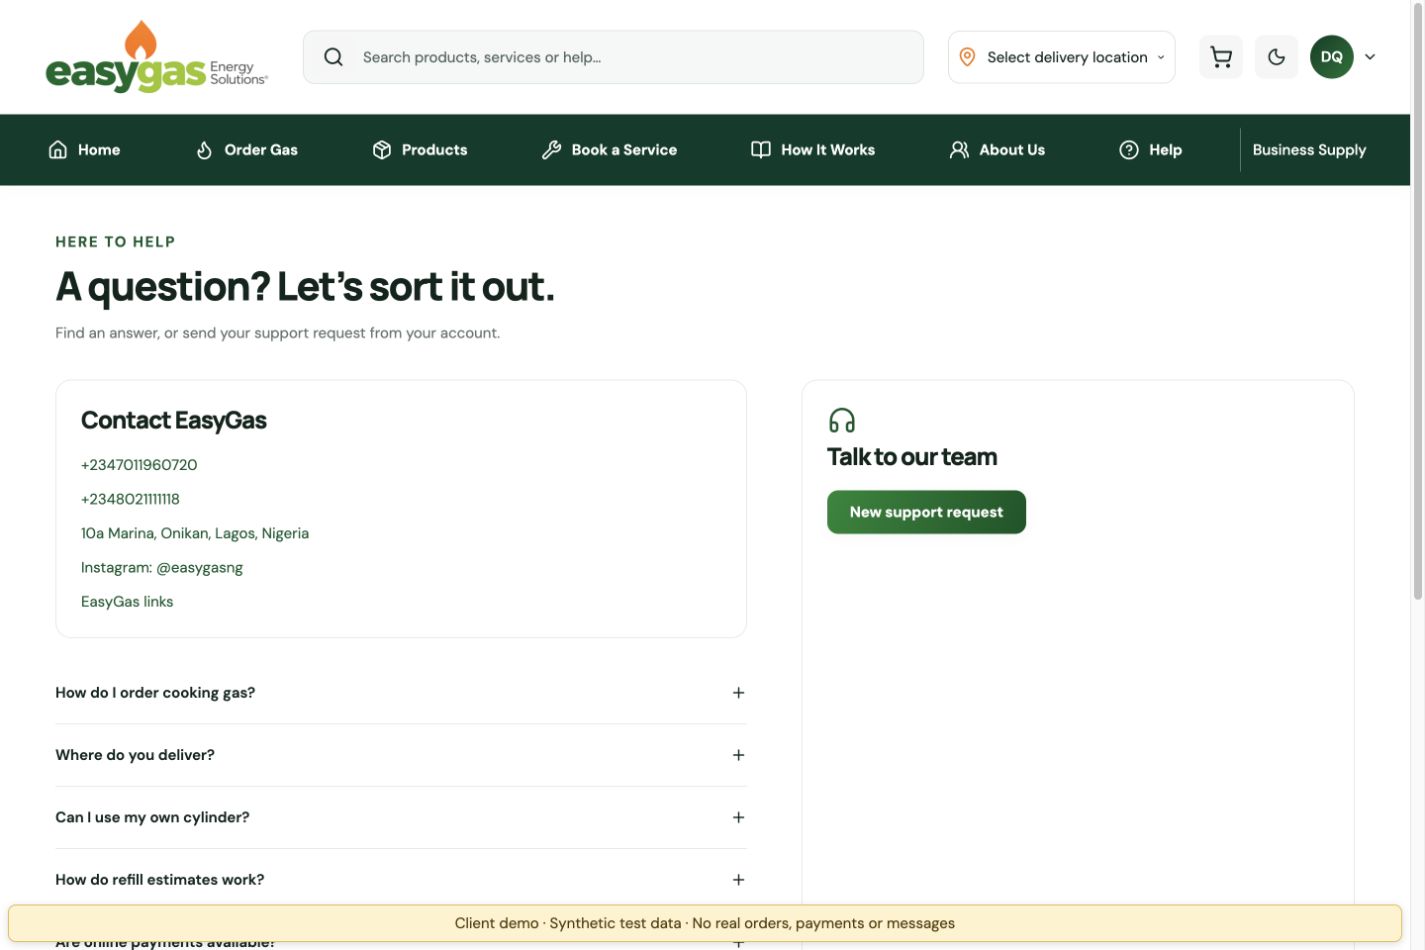 easygas Energy
Solutions
Search products, services or help...
Select delivery location
DQ
Home
Order Gas
Products
Book a Service
How It Works
About Us
Help
Business Supply
HERE TO HELP
A question? Let's sort it out.
Find an answer, or send your support request from your account.
Contact EasyGas
+2347011960720
+2348021111118
10a Marina, Onikan, Lagos, Nigeria
Instagram: @easygasng
EasyGas links
Talk to our team
New support request
How do I order cooking gas?
Where do you deliver?
Can I use my own cylinder?
How do refill estimates work?
Client demo · Synthetic test data · No real orders, payments or messages
Are online payments available?